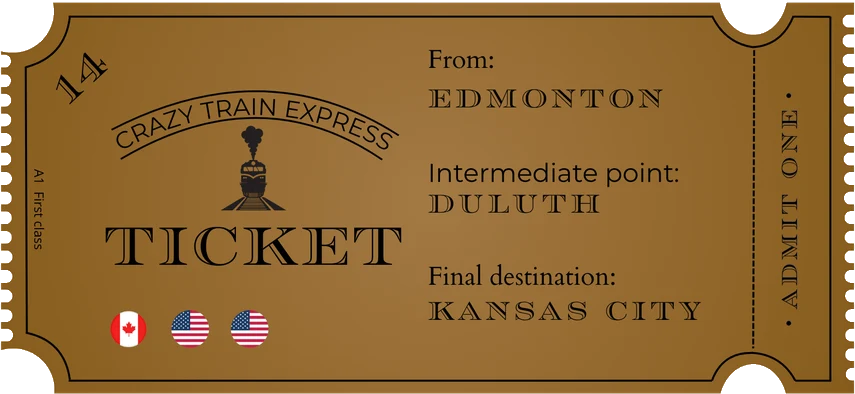 14
CRAZY TRAIN EXPRESS
TICKET
A1 First class
From:
EDMONTON
Intermediate point:
DULUTH
Final destination:
KANSAS CITY
• ADMIT ONE •